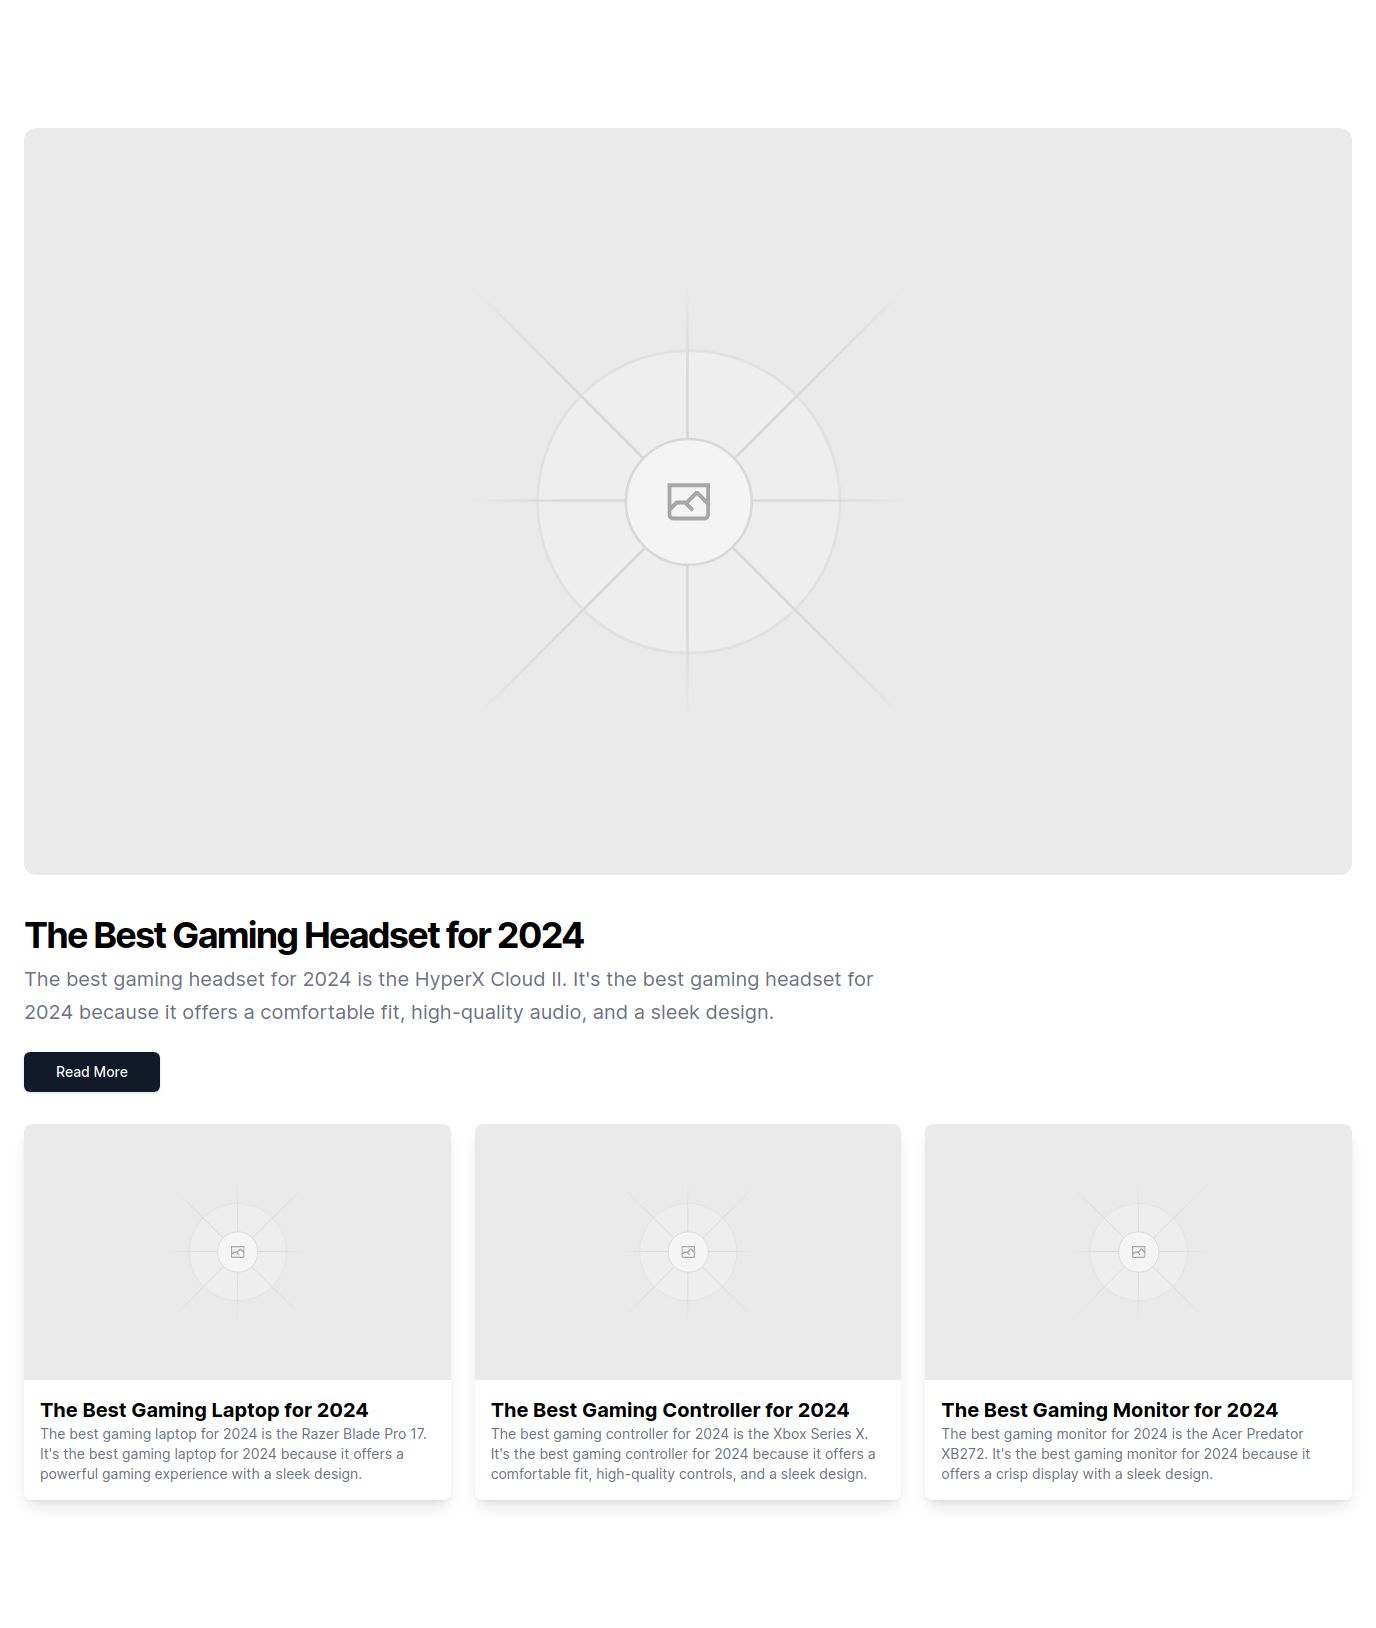 The Best Gaming Headset for 2024
The best gaming headset for 2024 is the HyperX Cloud II. It's the best gaming headset for
2024 because it offers a comfortable fit, high-quality audio, and a sleek design.
Read More
The Best Gaming Laptop for 2024
The best gaming laptop for 2024 is the Razer Blade Pro 17.
It's the best gaming laptop for 2024 because it offers a
powerful gaming experience with a sleek design.
The Best Gaming Controller for 2024
The best gaming controller for 2024 is the Xbox Series X.
It's the best gaming controller for 2024 because it offers a
comfortable fit, high-quality controls, and a sleek design.
The Best Gaming Monitor for 2024
The best gaming monitor for 2024 is the Acer Predator
XB272. It's the best gaming monitor for 2024 because it
offers a crisp display with a sleek design.